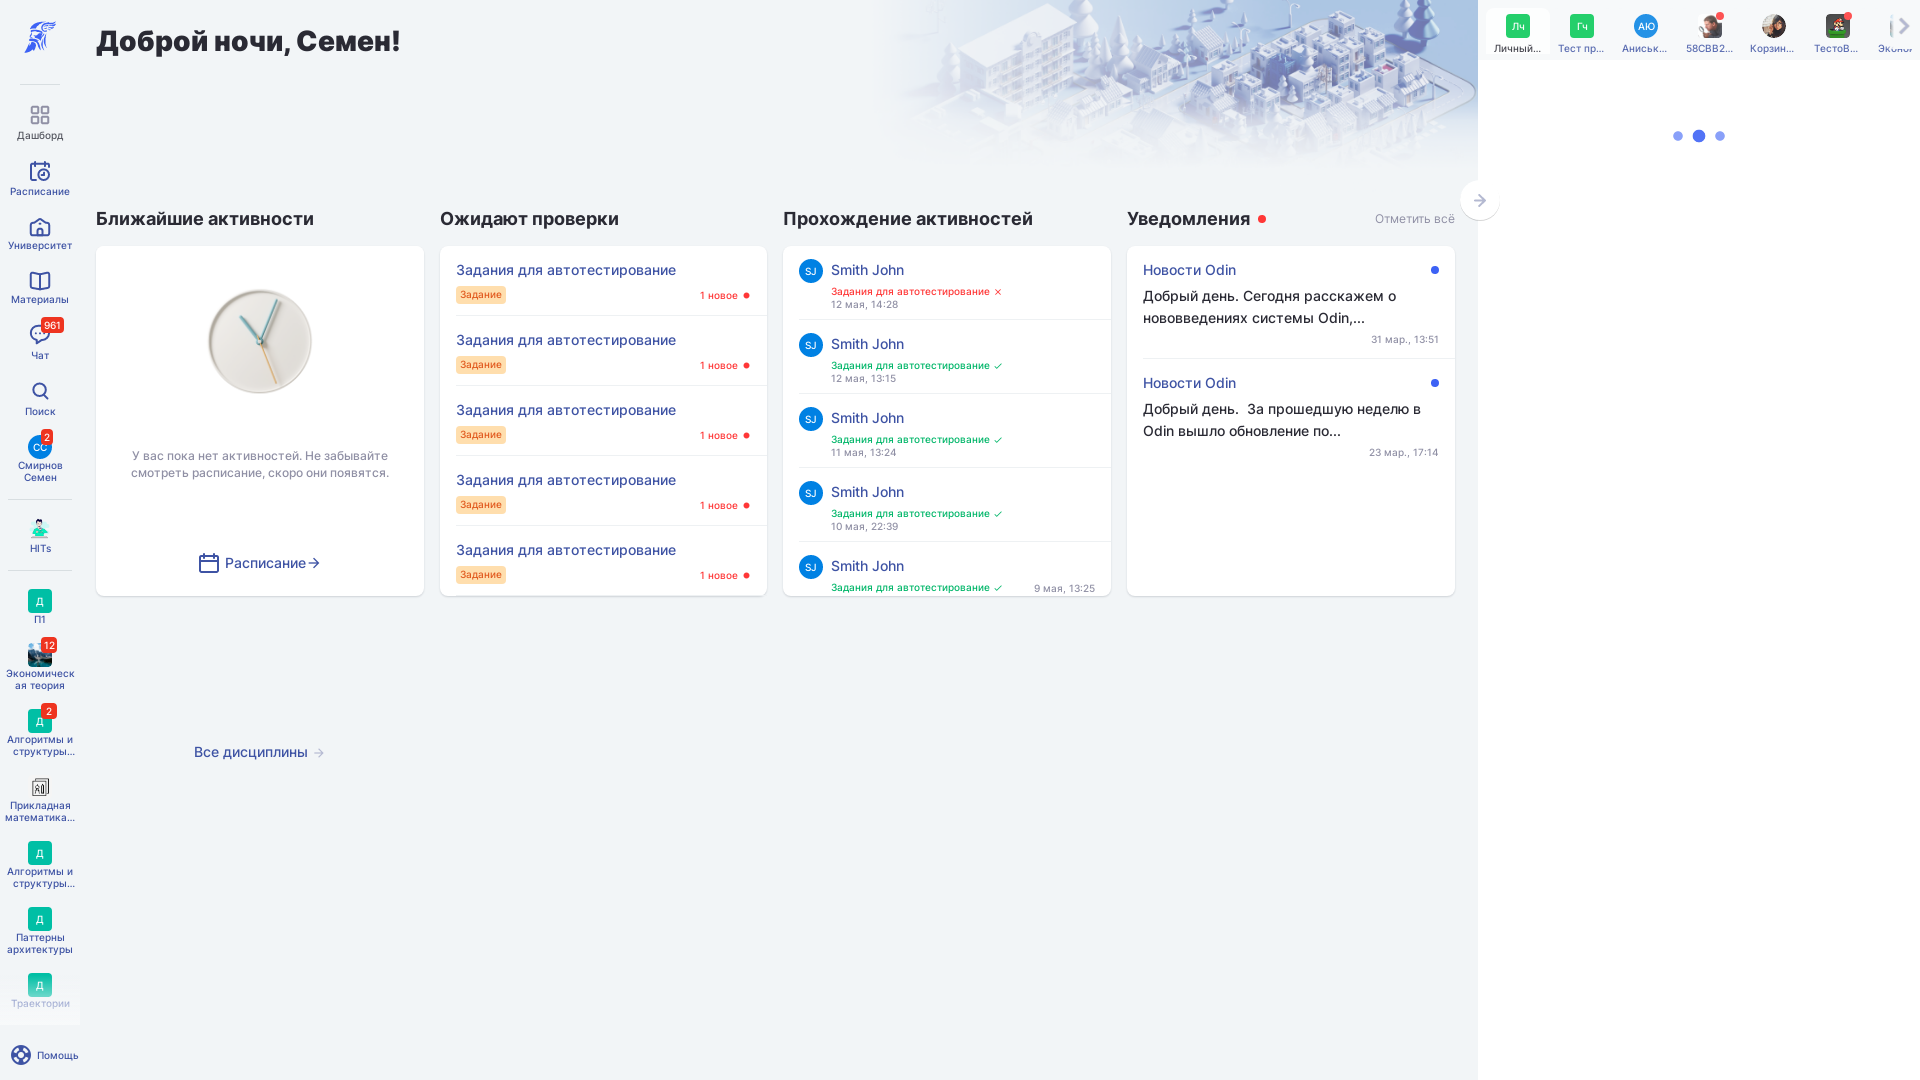 Дашборд
Расписание
Университет
Материалы
961
Чат
Поиск
2
СС
Смирнов
Семен
HITs
Д
П1
12
Экономическ
ая теория
2
Д
Алгоритмы и
структуры...
Прикладная
математика...
Д
Алгоритмы и
структуры...
Д
Паттерны
архитектуры
Д
Траектории
Помощь
Доброй ночи, Семен!
Ближайшие активности
У вас пока нет активностей. Не забывайте
смотреть расписание, скоро они появятся.
Расписание
Все дисциплины
Ожидают проверки
Задания для автотестирование
Задание
1 новое
Задания для автотестирование
Задание
1 новое
Задания для автотестирование
Задание
1 новое
Задания для автотестирование
Задание
1 новое
Задания для автотестирование
Задание
1 новое
Прохождение активностей
SJ
Smith John
Задания для автотестирование
12 мая, 14:28
SJ
Smith John
Задания для автотестирование
12 мая, 13:15
SJ
Smith John
Задания для автотестирование
11 мая, 13:24
SJ
Smith John
Задания для автотестирование
10 мая, 22:39
SJ
Smith John
Задания для автотестирование
9 мая, 13:25
Уведомления
Отметить всё
Новости Odin
Добрый день. Сегодня расскажем о
нововведениях системы Odin,...
31 мар., 13:51
Новости Odin
Добрый день.  За прошедшую неделю в
Odin вышло обновление по...
23 мар., 17:14
Лч
Личный...
Гч
Тест пр...
АЮ
Аниськ...
58CBB2...
Корзин...
ТестоВ...